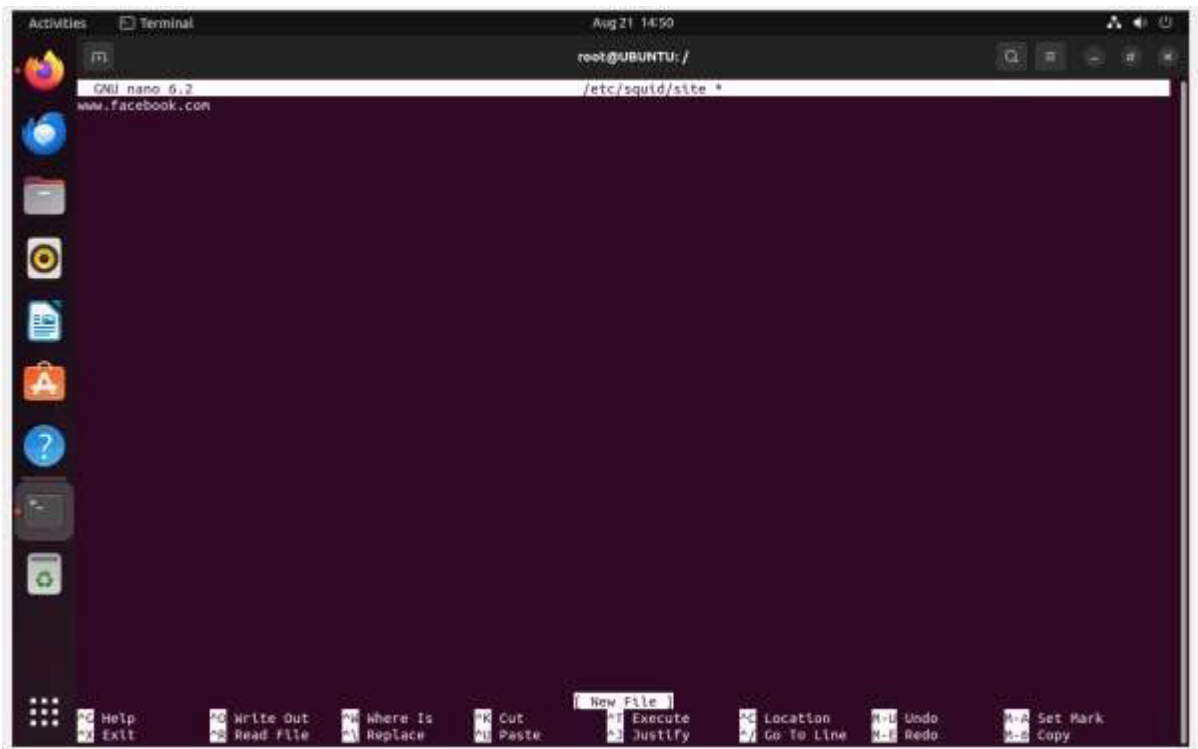 Activities Terminal Aug 21 14:50
root@UBUNTU: /
GNU nano 6.2 /etc/squid/site *
www.facebook.com
[ New File ]
^G Help ^O Write Out ^W Where Is ^K Cut ^T Execute ^C Location M-U Undo M-A Set Mark
^X Exit ^R Read File ^\ Replace ^U Paste ^J Justify ^/ Go To Line M-E Redo M-6 Copy